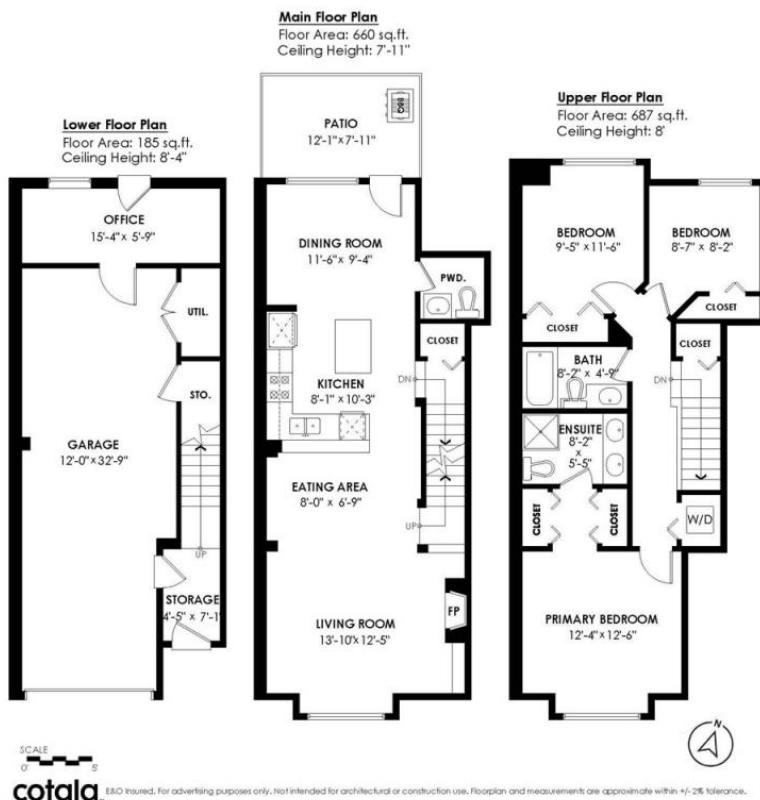 Main Floor Plan
Floor Area: 660 sq.ft.
Ceiling Height: 7'-11"
PATIO
12'-1"x 7'-11"
BBQ
DINING ROOM
11'-6"x 9'-4"
PWD.
CLOSET
DN
KITCHEN
8'-1" x 10'-3"
EATING AREA
8'-0" x 6'-9"
UP
FP
LIVING ROOM
13'-10"x 12'-5"
Lower Floor Plan
Floor Area: 185 sq.ft.
Ceiling Height: 8'-4"
OFFICE
15'-4"x 5'-9"
UTIL.
STO.
GARAGE
12'-0"x 32'-9"
UP
STORAGE
4'-5" x 7'-1"
Upper Floor Plan
Floor Area: 687 sq.ft.
Ceiling Height: 8'
BEDROOM
9'-5"x 11'-6"
BEDROOM
8'-7"x 8'-2"
CLOSET
CLOSET
CLOSET
BATH
8'-2"x 4'-9"
DN
ENSUITE
8'-2"
x
5'-5"
CLOSET
CLOSET
W/D
PRIMARY BEDROOM
12'-4"x 12'-6"
N
SCALE
0' 5'
cotala
E&O Insured. For advertising purposes only. Not intended for architectural or construction use. Floorplan and measurements are approximate within +/- 2% tolerance.